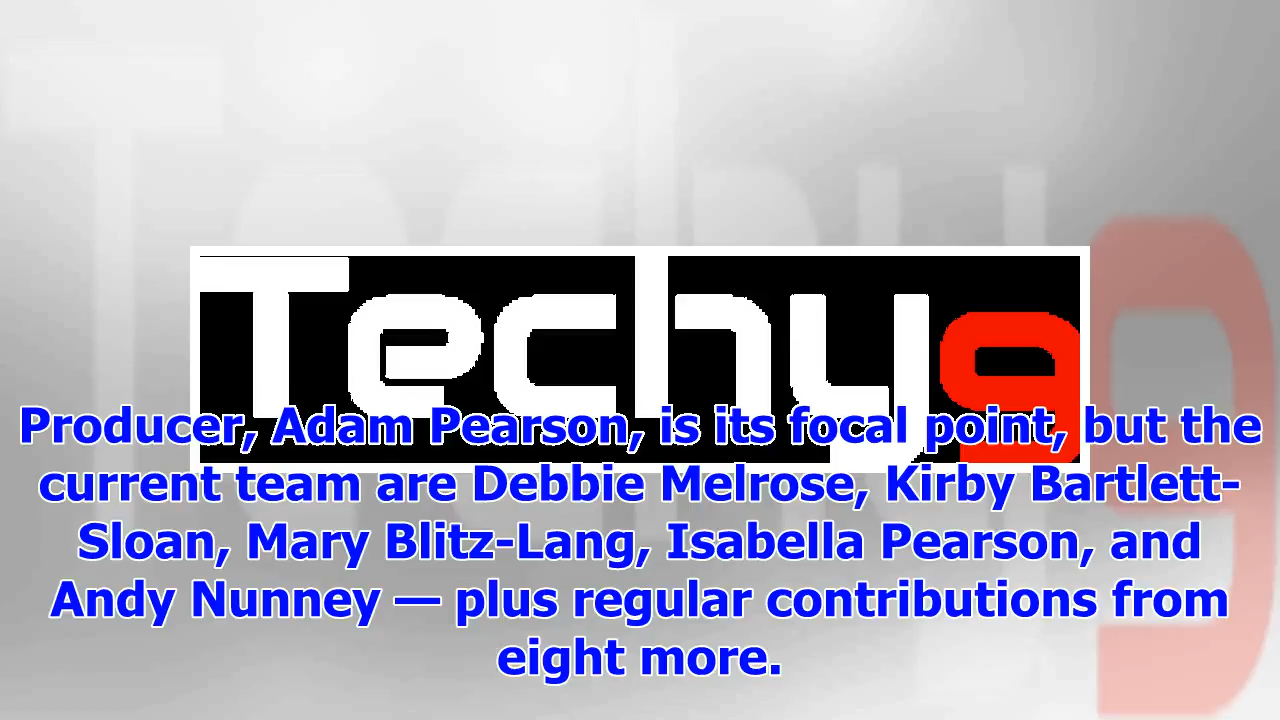 Techy9
Producer, Adam Pearson, is its focal point, but the
current team are Debbie Melrose, Kirby Bartlett-
Sloan, Mary Blitz-Lang, Isabella Pearson, and
Andy Nunney — plus regular contributions from
eight more.